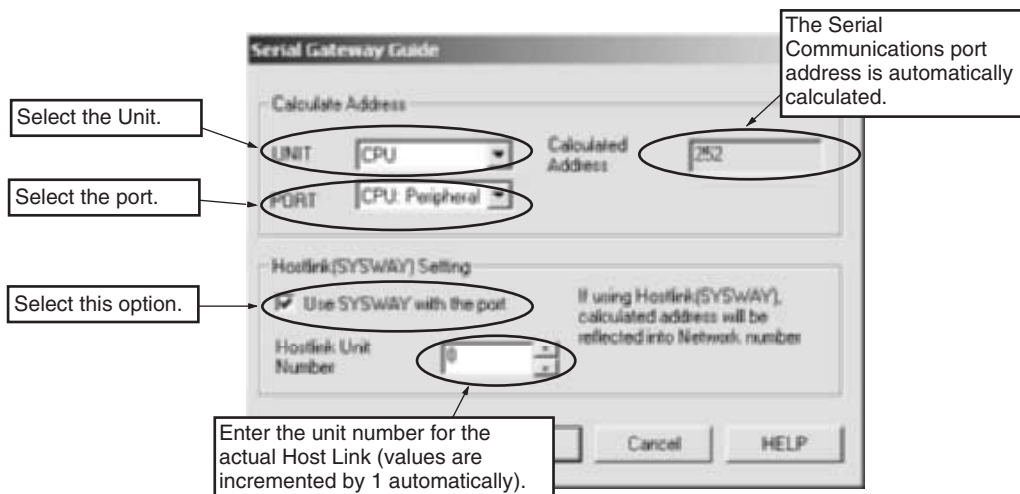 The Serial
Communications port
address is automatically
calculated.
Serial Gateway Guide
Calculate Address
Select the Unit.
UNIT
CPU
Calculated
Address
252
Select the port.
PORT
CPU: Peripheral
Hostlink(SYSWAY) Setting
Select this option.
Use SYSWAY with the port
If using Hostlink(SYSWAY),
calculated address will be
reflected into Network number
Hostlink Unit
Number
0
Enter the unit number for the
actual Host Link (values are
incremented by 1 automatically).
Cancel
HELP